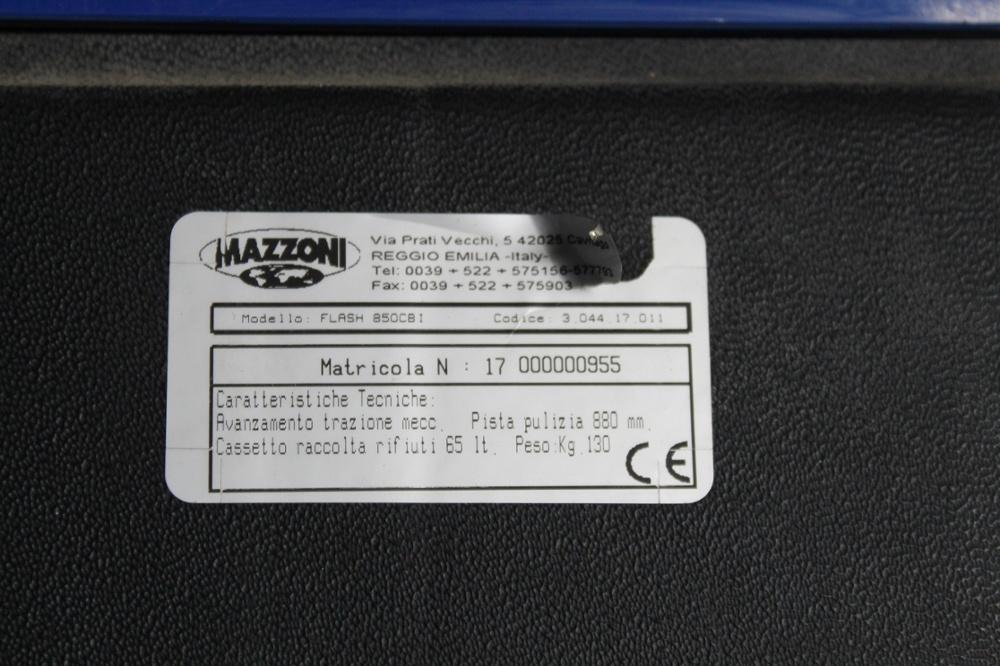 MAZZONI
Via Prati Vecchi, 5 42025 Cavriago
REGGIO EMILIA -Italy-
Tel: 0039 + 522 + 575156-577793
Fax: 0039 + 522 + 575903
Modello: FLASH 850CBI Codice: 3.044.17.011
Matricola N : 17 000000955
Caratteristiche Tecniche:
Avanzamento trazione mecc. Pista pulizia 880 mm.
Cassetto raccolta rifiuti 65 lt. Peso:Kg.130
CE